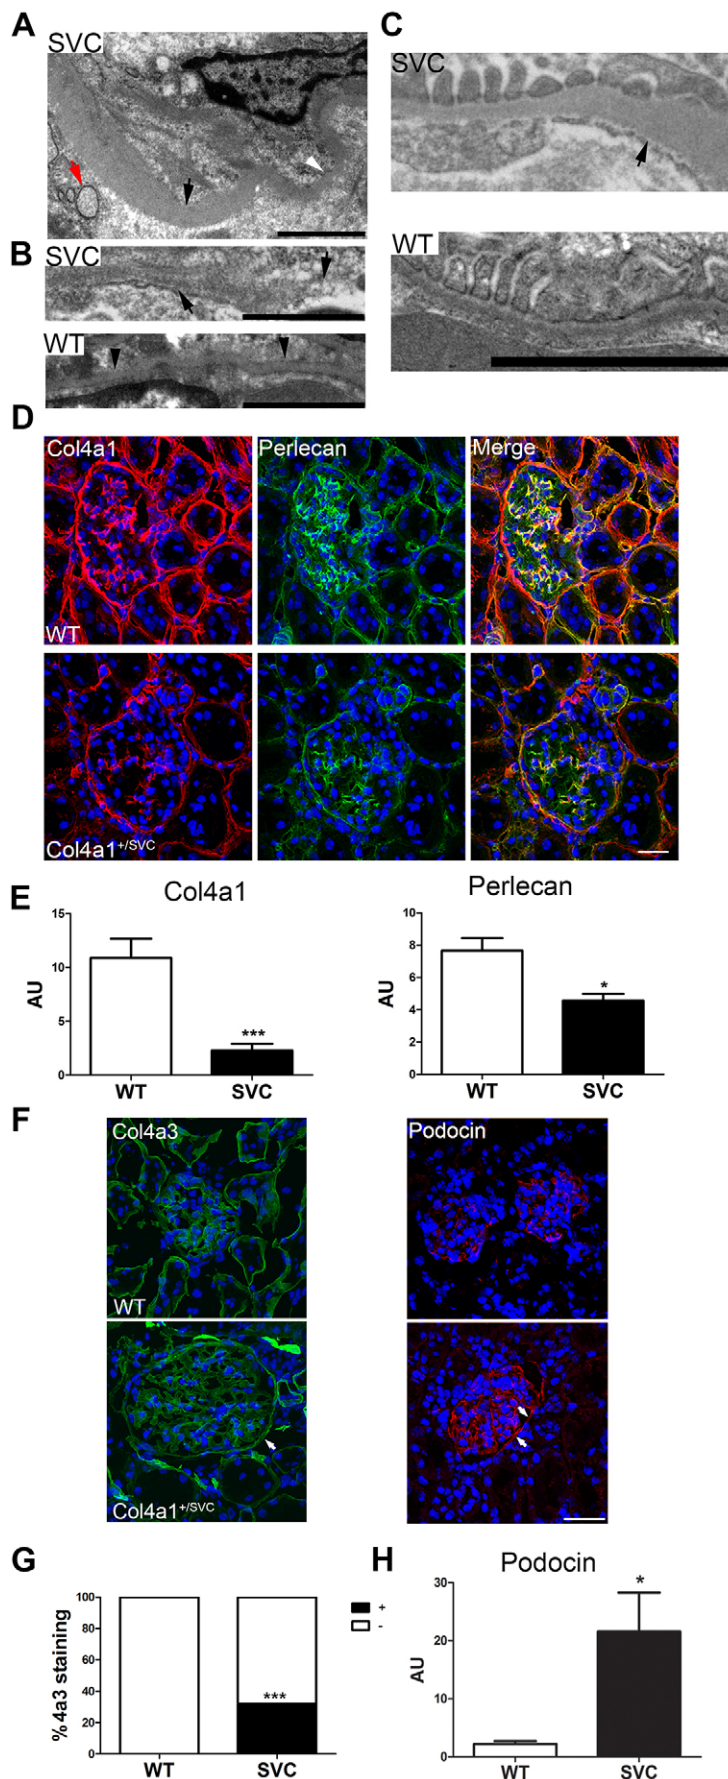 A
SVC
B
SVC
WT
C
SVC
WT
D
Col4a1
Perlecan
Merge
WT
Col4a1+/SVC
E
Col4a1
15
10
5
0
AU
***
WT
SVC
Perlecan
10
8
6
4
2
0
AU
*
WT
SVC
F
Col4a3
Podocin
WT
Col4a1+/SVC
G
100
80
60
40
20
0
%4a3 staining
***
WT
SVC
+
-
H
Podocin
30
20
10
0
AU
*
WT
SVC